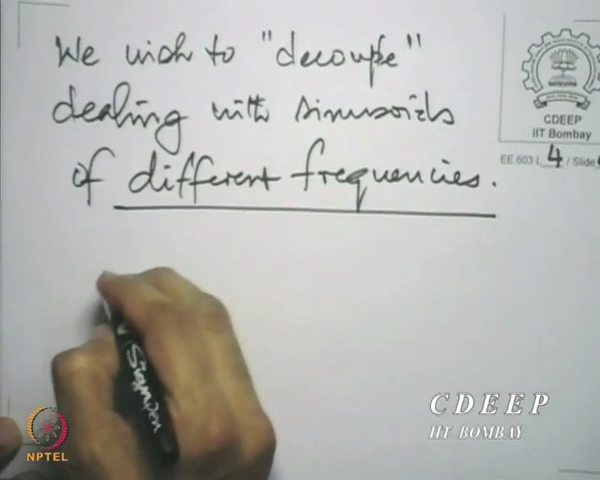 We wish to "decouple"
dealing with sinusoids
of different frequencies.
CDEEP
IIT Bombay
EE 603 L 4 / Slide
Signpen
CDEEP
IIT BOMBAY
NPTEL